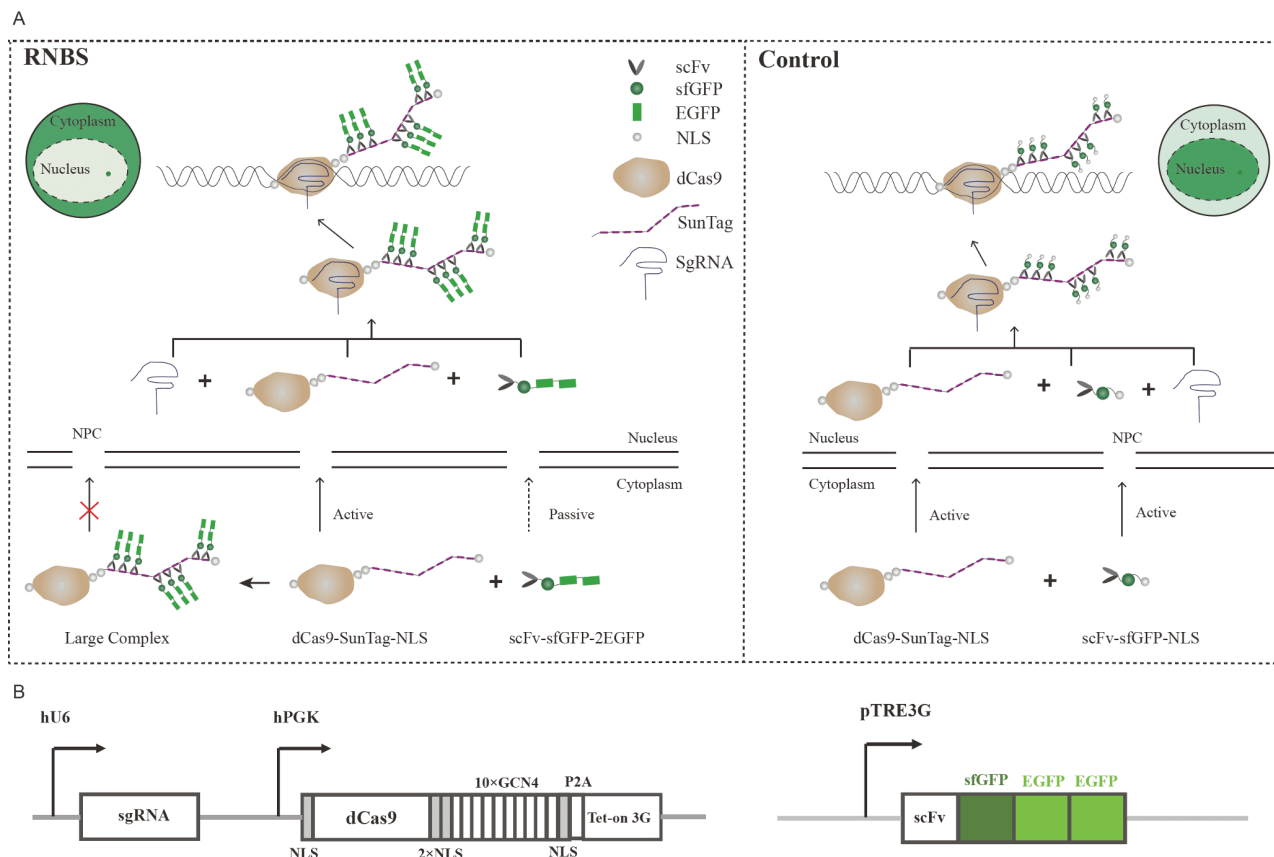 A
RNBS
Cytoplasm
Nucleus
scFv
sfGFP
EGFP
NLS
dCas9
SunTag
SgRNA
+
+
NPC
Nucleus
Cytoplasm
Active
Passive
+
Large Complex
dCas9-SunTag-NLS
scFv-sfGFP-2EGFP
Control
Cytoplasm
Nucleus
+
+
Nucleus
NPC
Cytoplasm
Active
Active
+
dCas9-SunTag-NLS
scFv-sfGFP-NLS
B
hU6
hPGK
10×GCN4
P2A
sgRNA
dCas9
Tet-on 3G
NLS
2×NLS
NLS
pTRE3G
sfGFP
EGFP
EGFP
scFv